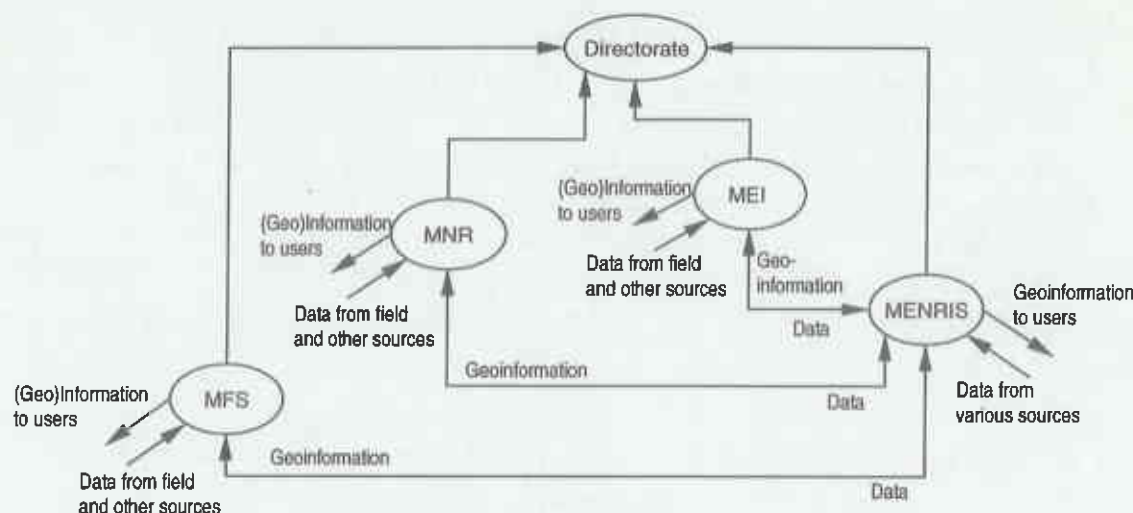 Directorate
(Geo)Information
to users
MEI
Data from field
and other sources
Geo-
information
Data
(Geo)Information
to users
MNR
Data from field
and other sources
MENRIS
Geoinformation
to users
Data from
various sources
Geoinformation
Data
(Geo)Information
to users
MFS
Data from field
and other sources
Geoinformation
Data